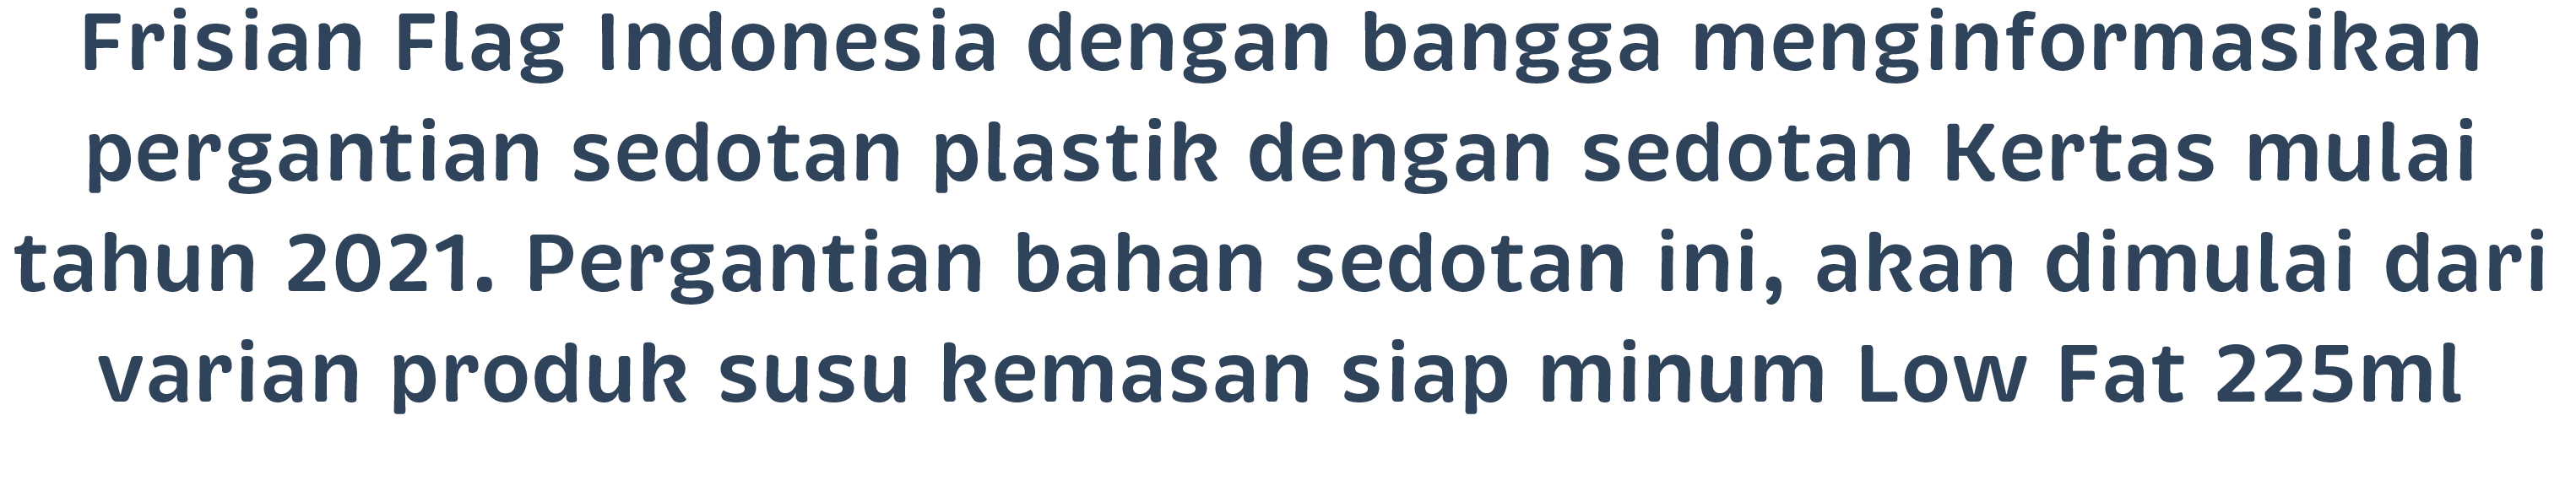 Frisian Flag Indonesia dengan bangga menginformasikan
pergantian sedotan plastik dengan sedotan Kertas mulai
tahun 2021. Pergantian bahan sedotan ini, akan dimulai dari
varian produk susu kemasan siap minum Low Fat 225ml